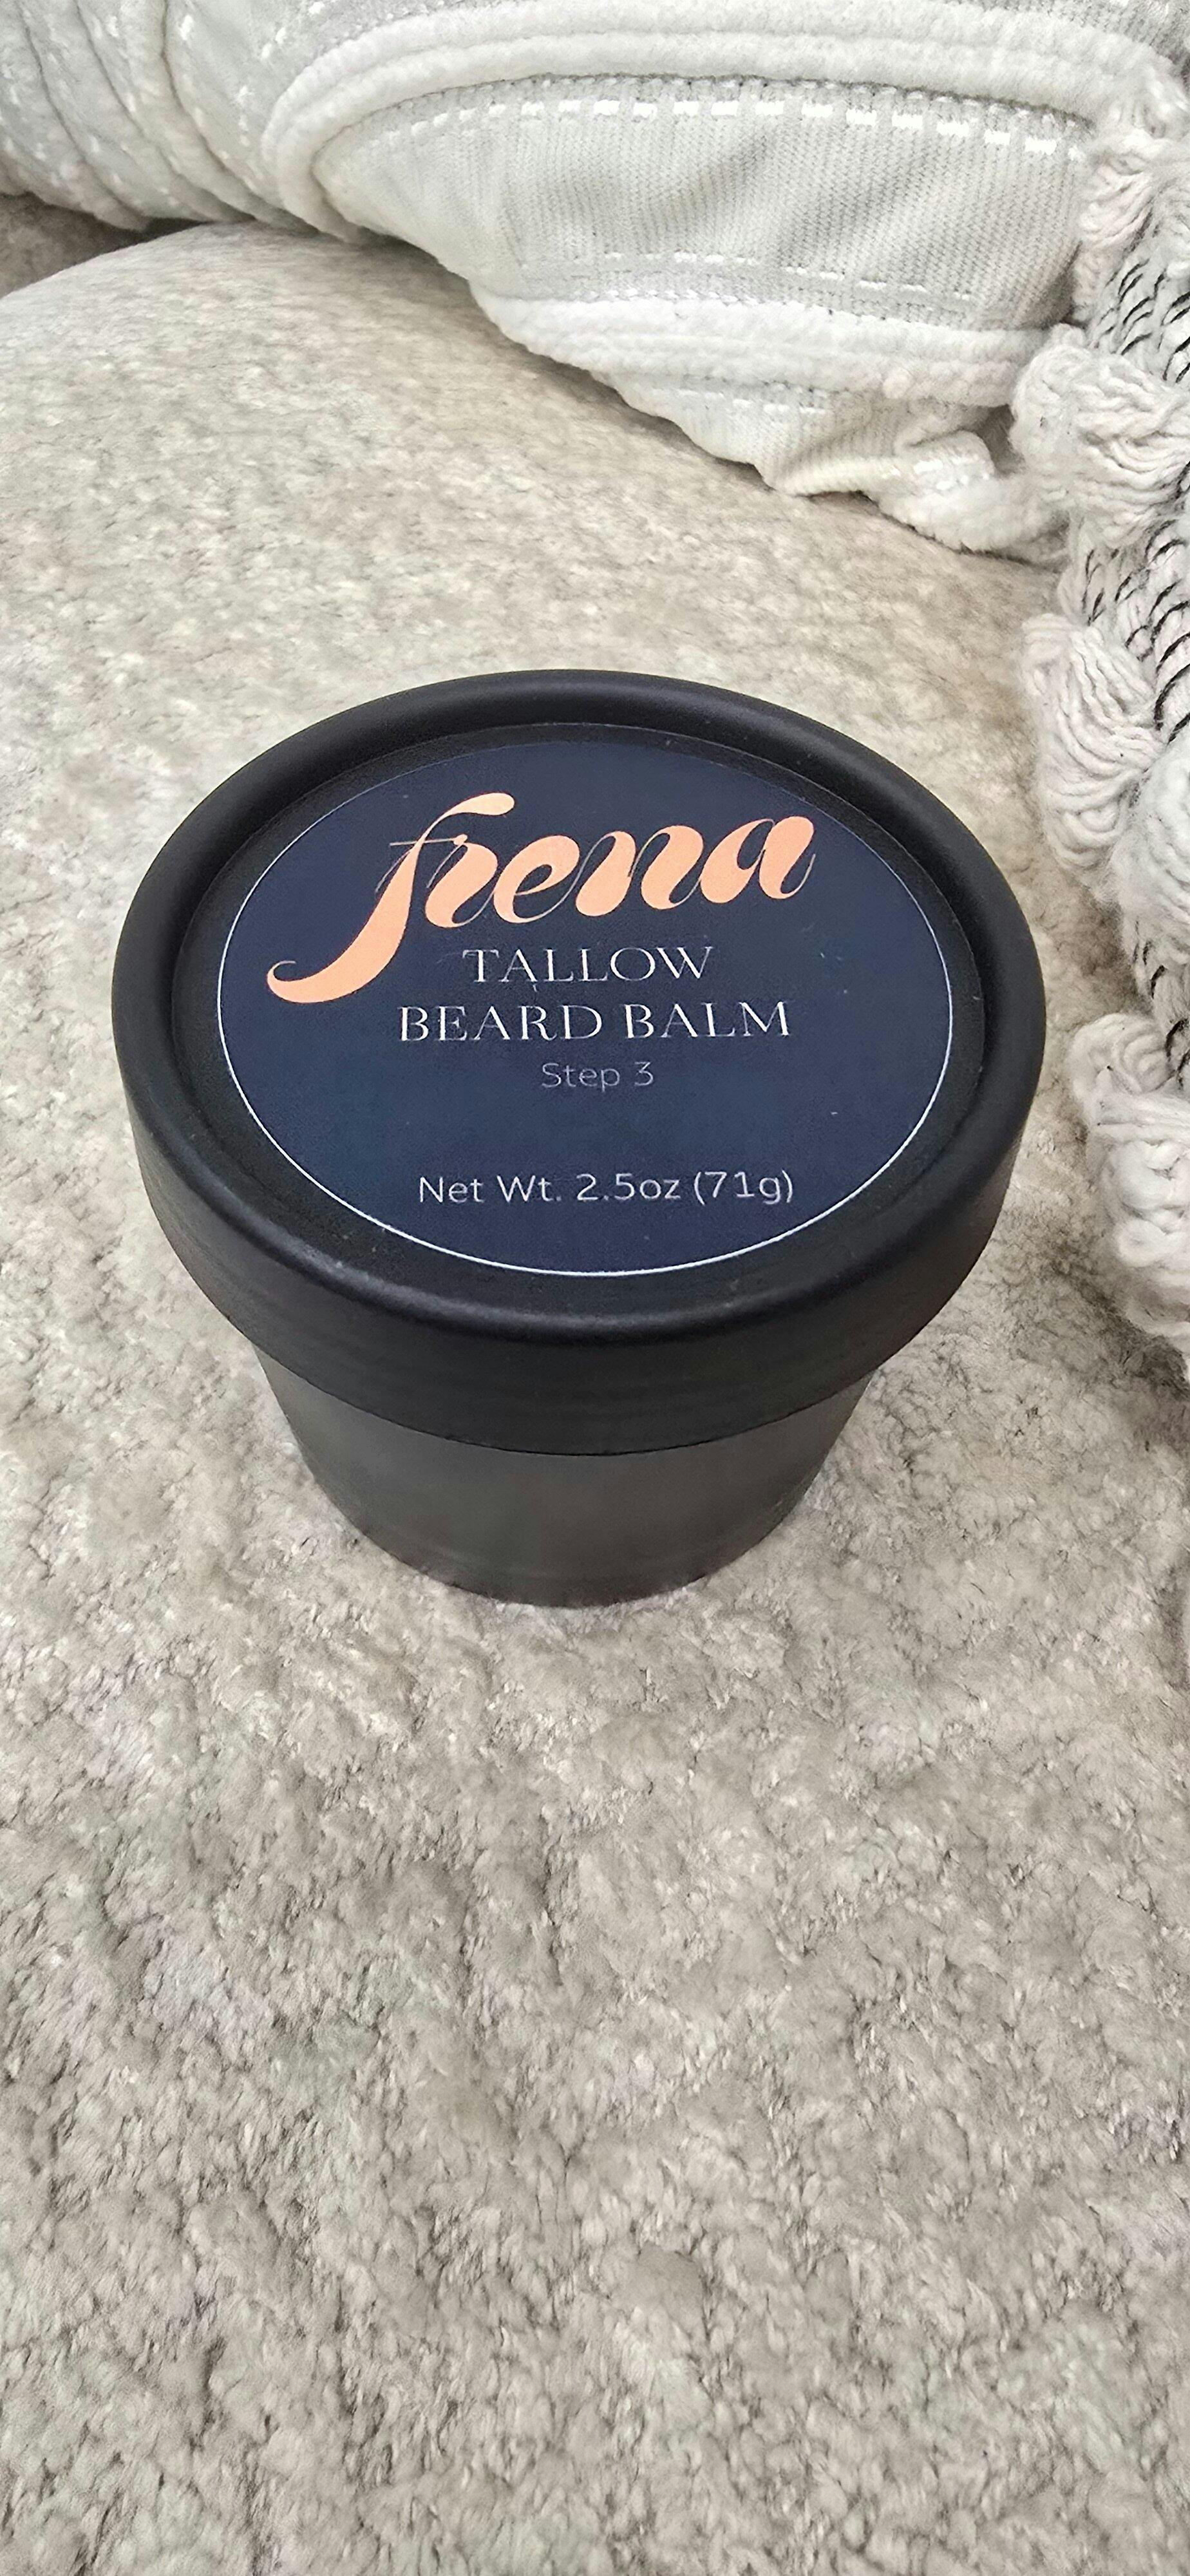 frena
TALLOW
BEARD BALM
Step 3
Net Wt. 2.5oz (71g)